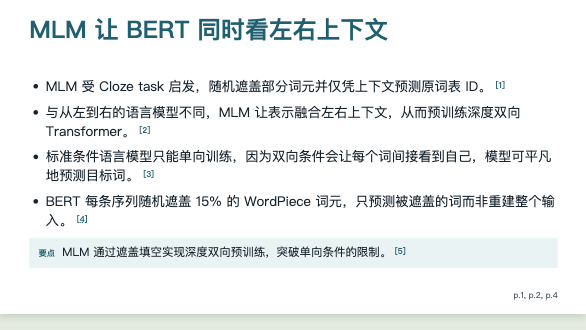 MLM 让 BERT 同时看左右上下文
• MLM 受 Cloze task 启发，随机遮盖部分词元并仅凭上下文预测原词表 ID。 [1]
• 与从左到右的语言模型不同，MLM 让表示融合左右上下文，从而预训练深度双向
Transformer。 [2]
• 标准条件语言模型只能单向训练，因为双向条件会让每个词间接看到自己，模型可平凡
地预测目标词。 [3]
• BERT 每条序列随机遮盖 15% 的 WordPiece 词元，只预测被遮盖的词而非重建整个输
入。 [4]
要点 MLM 通过遮盖填空实现深度双向预训练，突破单向条件的限制。 [5]
p.1, p.2, p.4